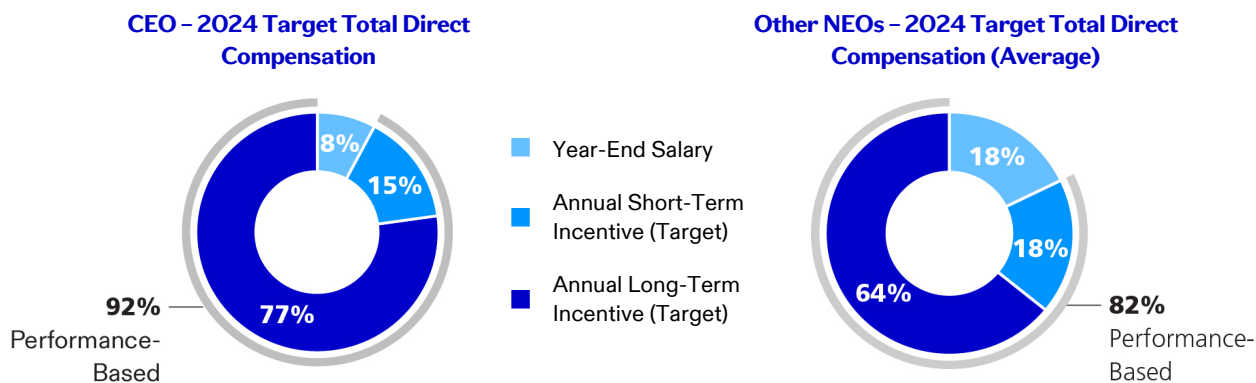 CEO – 2024 Target Total Direct
Compensation
8%
15%
77%
92%
Performance-
Based
Year-End Salary
Annual Short-Term
Incentive (Target)
Annual Long-Term
Incentive (Target)
Other NEOs – 2024 Target Total Direct
Compensation (Average)
18%
18%
64%
82%
Performance-
Based